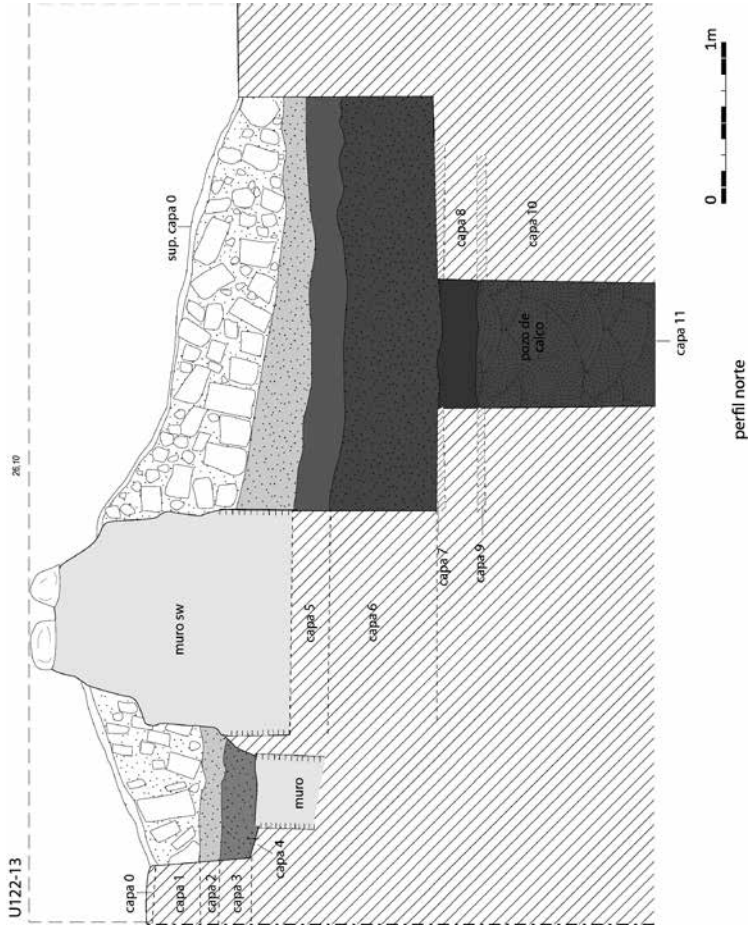 U122-13
26,10
sup. capa 0
capa 0
capa 1
capa 2
capa 3
capa 4
muro
muro sw
capa 5
capa 6
capa 7
capa 8
capa 9
capa 10
pozo de
calco
capa 11
0
1m
perfil norte